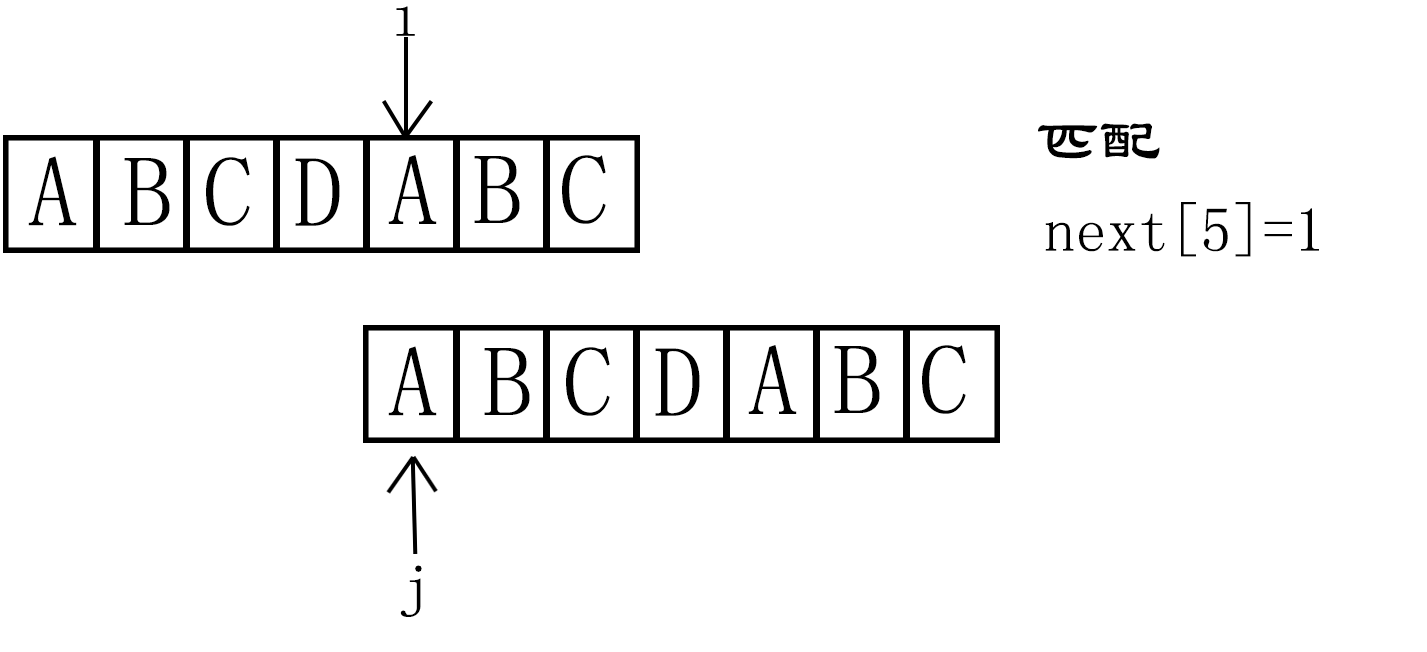 i
A B C D A B C
匹配
next[5]=1
A B C D A B C
j